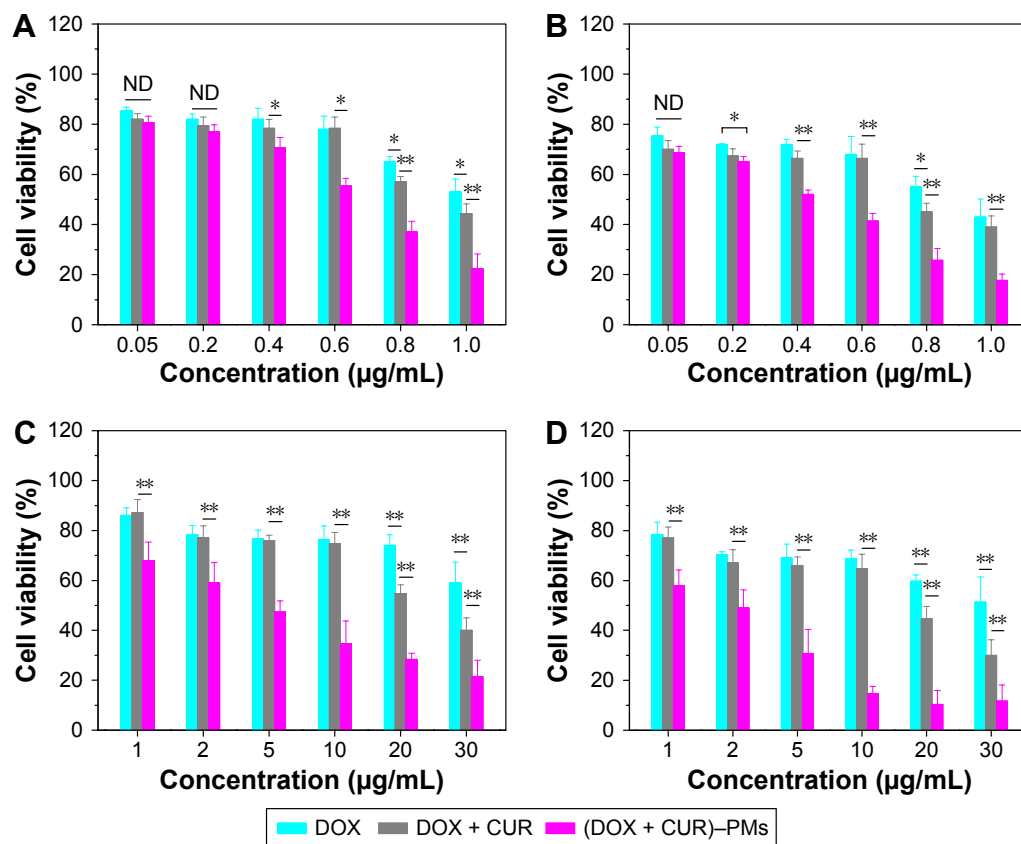 A
Cell viability (%)
120
100
80
60
40
20
0
ND
ND
*
*
*
**
*
**
0.05 0.2 0.4 0.6 0.8 1.0
Concentration (µg/mL)
B
Cell viability (%)
120
100
80
60
40
20
0
ND
*
**
**
*
**
**
0.05 0.2 0.4 0.6 0.8 1.0
Concentration (µg/mL)
C
Cell viability (%)
120
100
80
60
40
20
0
**
**
**
**
**
**
**
**
1 2 5 10 20 30
Concentration (µg/mL)
D
Cell viability (%)
120
100
80
60
40
20
0
**
**
**
**
**
**
**
**
1 2 5 10 20 30
Concentration (µg/mL)
DOX DOX + CUR (DOX + CUR)–PMs